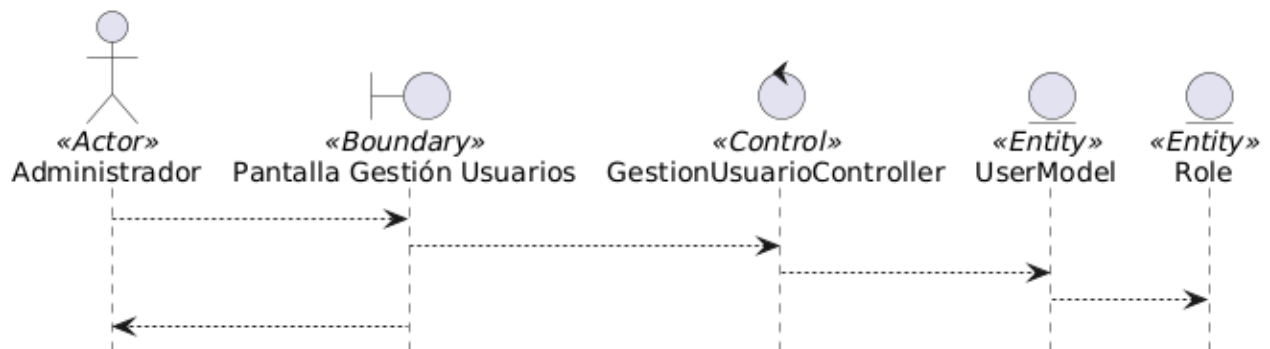 «Actor» «Boundary» «Control» «Entity» «Entity»
Administrador Pantalla Gestión Usuarios GestionUsuarioController UserModel Role